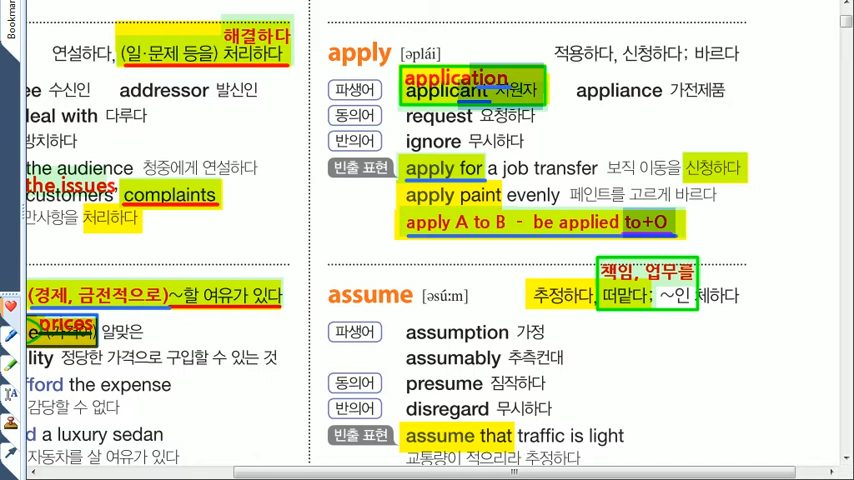 Bookmar
해결하다
연설하다, (일·문제 등을) 처리하다
ee 수신인 addressor 발신인
deal with 다루다
방치하다
the audience 청중에게 연설하다
the issues,
customers' complaints
만사항을 처리하다
(경제, 금전적으로)~할 여유가 있다
prices
알맞은
lity 정당한 가격으로 구입할 수 있는 것
fford the expense
감당할 수 없다
d a luxury sedan
자동차를 살 여유가 있다
apply [əplái] 적용하다, 신청하다; 바르다
application
파생어 applicant 지원자 appliance 가전제품
동의어 request 요청하다
반의어 ignore 무시하다
빈출 표현 apply for a job transfer 보직 이동을 신청하다
apply paint evenly 페인트를 고르게 바르다
apply A to B - be applied to+O
책임, 업무를
assume [əsú:m] 추정하다, 떠맡다; ~인 체하다
파생어 assumption 가정
assumably 추측컨대
동의어 presume 짐작하다
반의어 disregard 무시하다
빈출 표현 assume that traffic is light
교통량이 적으리라 추정하다